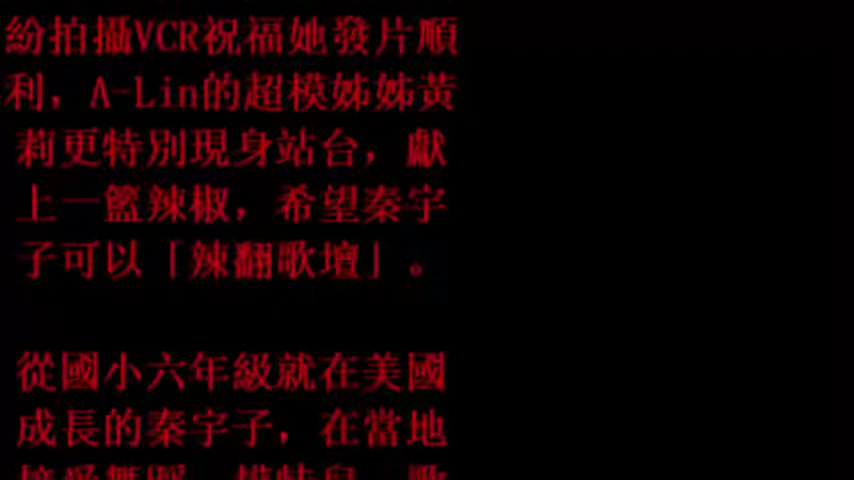 紛拍攝VCR祝福她發片順
利，A-Lin的超模姊姊黃
莉更特別現身站台，獻
上一籃辣椒，希望秦宇
子可以「辣翻歌壇」。
從國小六年級就在美國
成長的秦宇子，在當地